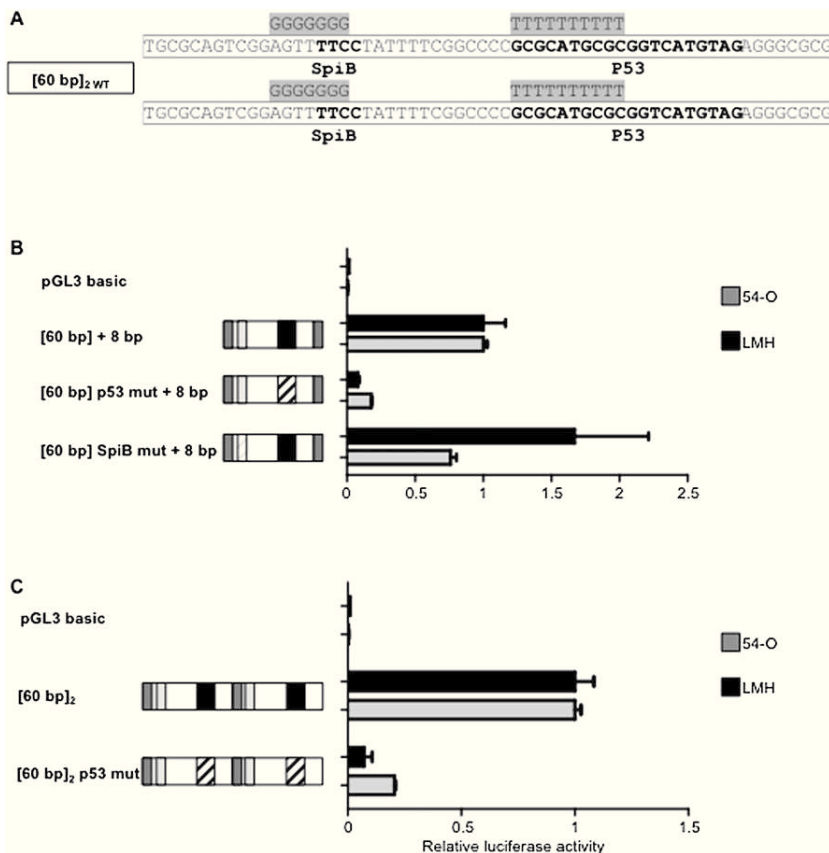 A
GGGGGGG TTTTTTTTTT
TGCGCAGTCGGAGTTTTCCTATTTTCGGCCCCGCGCATGCGCGGTCATGTAGAGGGCGCG
SpiB P53
[60 bp]2 WT
GGGGGGG TTTTTTTTTT
TGCGCAGTCGGAGTTTTCCTATTTTCGGCCCCGCGCATGCGCGGTCATGTAGAGGGCGCG
SpiB P53
B
pGL3 basic
[60 bp] + 8 bp
[60 bp] p53 mut + 8 bp
[60 bp] SpiB mut + 8 bp
54-O
LMH
0 0.5 1 1.5 2 2.5
C
pGL3 basic
[60 bp]2
[60 bp]2 p53 mut
54-O
LMH
0 0.5 1 1.5
Relative luciferase activity